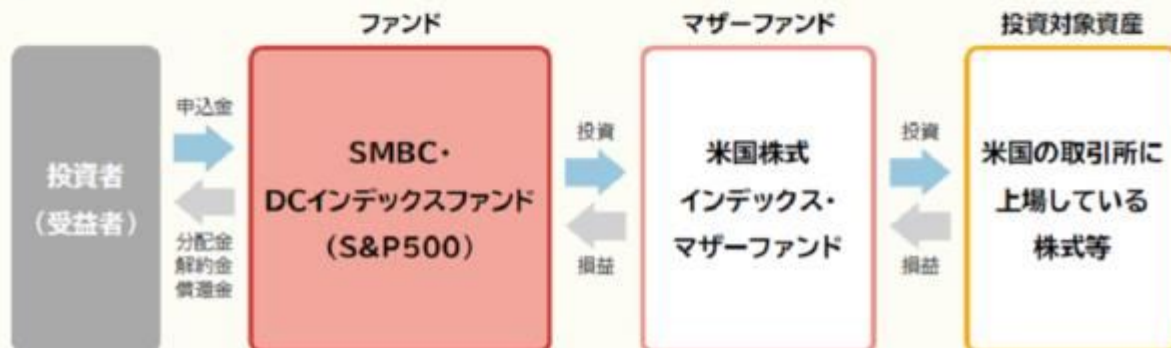 ファンド
マザーファンド
投資対象資産
投資者
(受益者)
申込金
分配金
解約金
償還金
SMBC・
DCインデックスファンド
(S&P500)
投資
損益
米国株式
インデックス・
マザーファンド
投資
損益
米国の取引所に
上場している
株式等